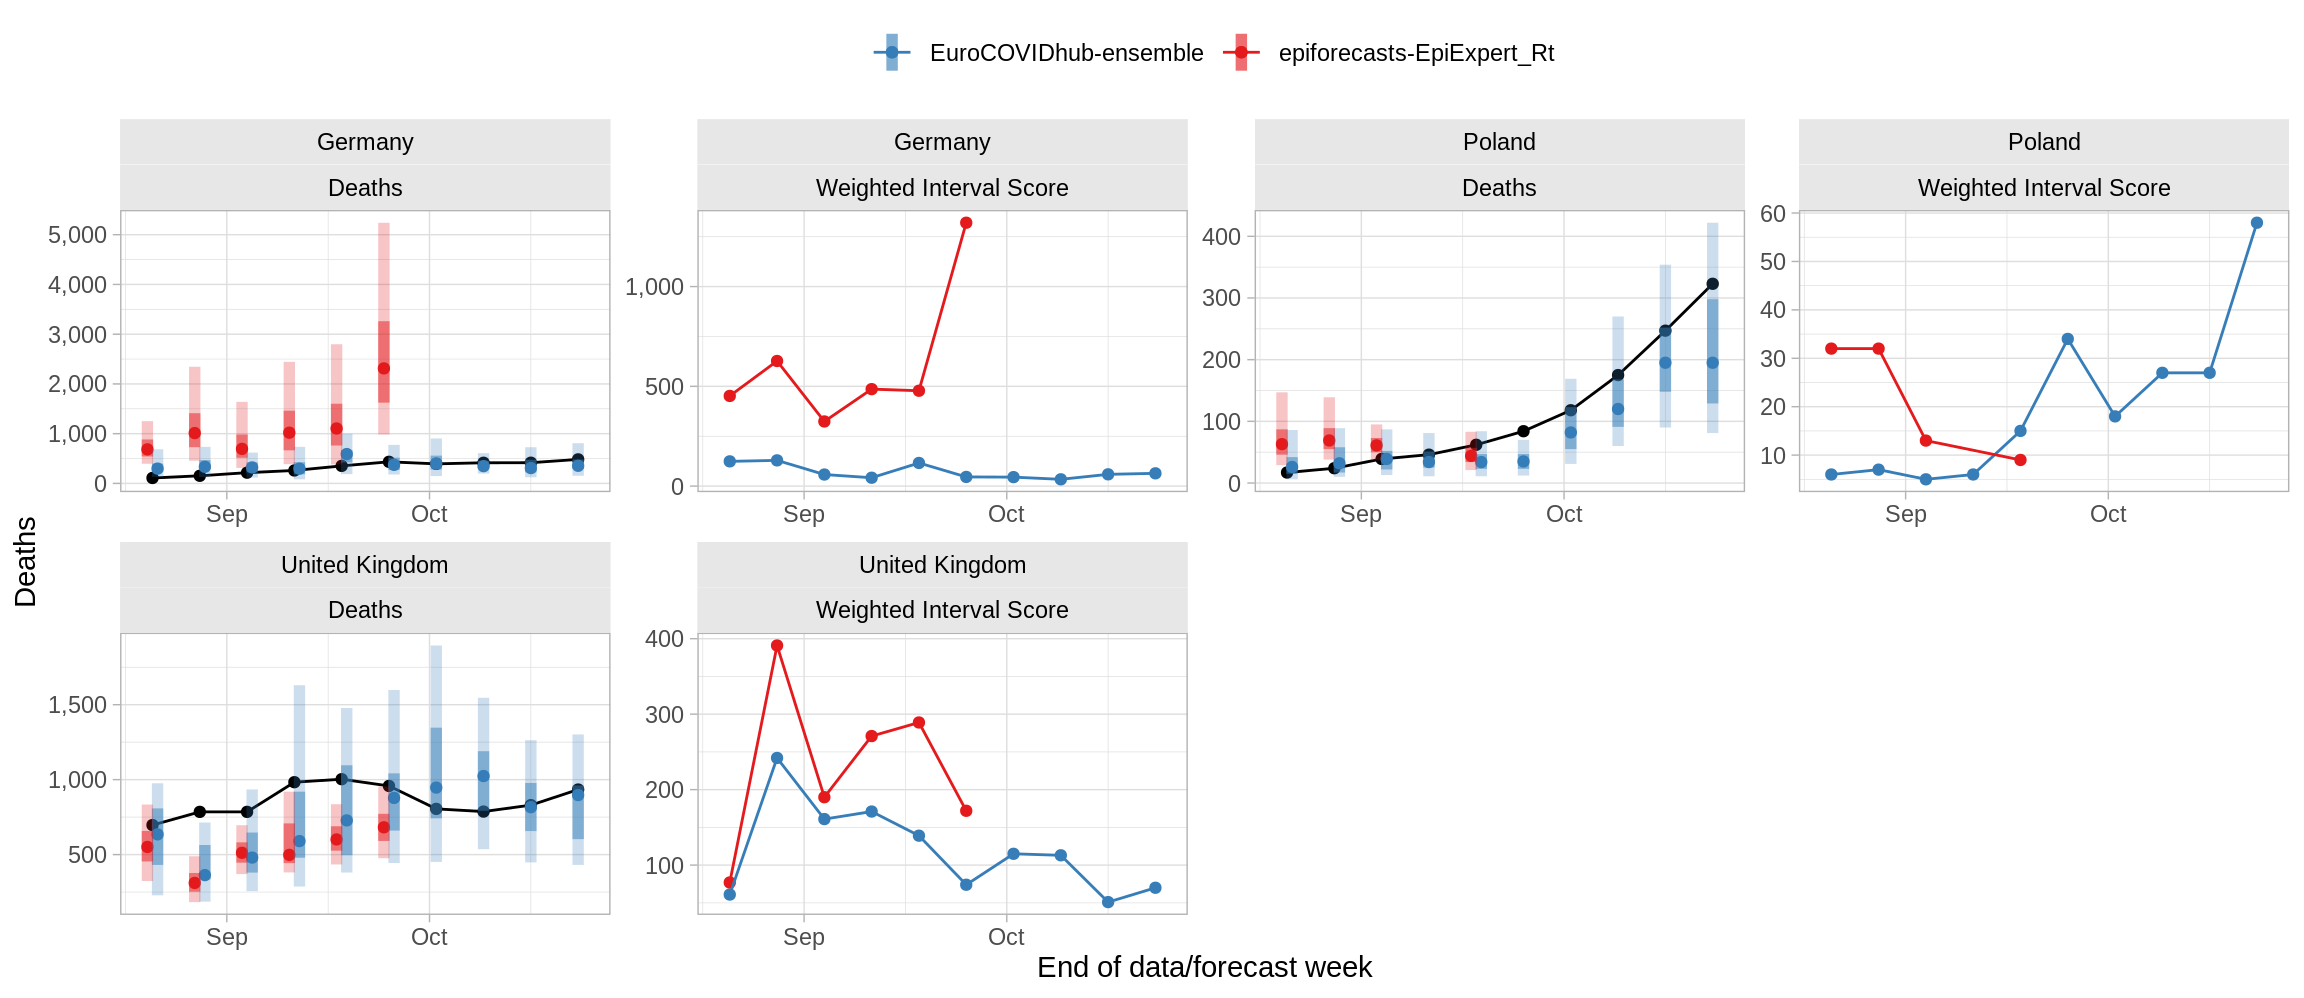 EuroCOVIDhub-ensemble epiforecasts-EpiExpert_Rt
Germany
Deaths
5,000
4,000
3,000
2,000
1,000
0
Sep Oct
Germany
Weighted Interval Score
1,000
500
0
Sep Oct
Poland
Deaths
400
300
200
100
0
Sep Oct
Poland
Weighted Interval Score
60
50
40
30
20
10
Sep Oct
Deaths
United Kingdom
Deaths
1,500
1,000
500
Sep Oct
United Kingdom
Weighted Interval Score
400
300
200
100
Sep Oct
End of data/forecast week